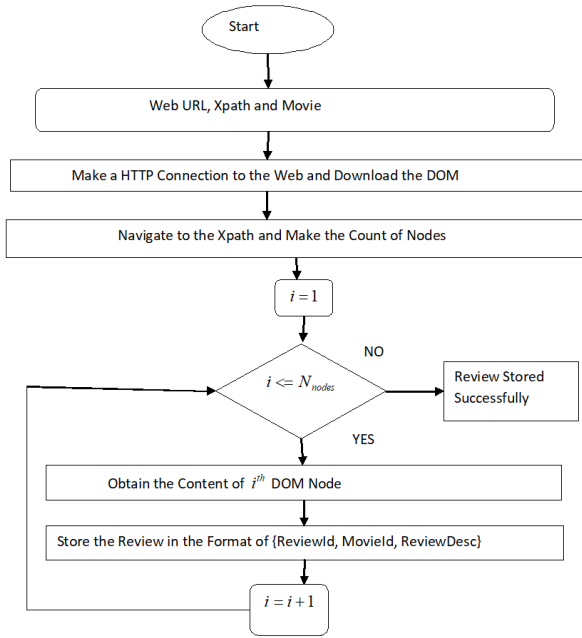 Start
Web URL, Xpath and Movie
Make a HTTP Connection to the Web and Download the DOM
Navigate to the Xpath and Make the Count of Nodes
i = 1
NO
i <= N_nodes
Review Stored
Successfully
YES
Obtain the Content of i^th DOM Node
Store the Review in the Format of {ReviewId, MovieId, ReviewDesc}
i = i + 1